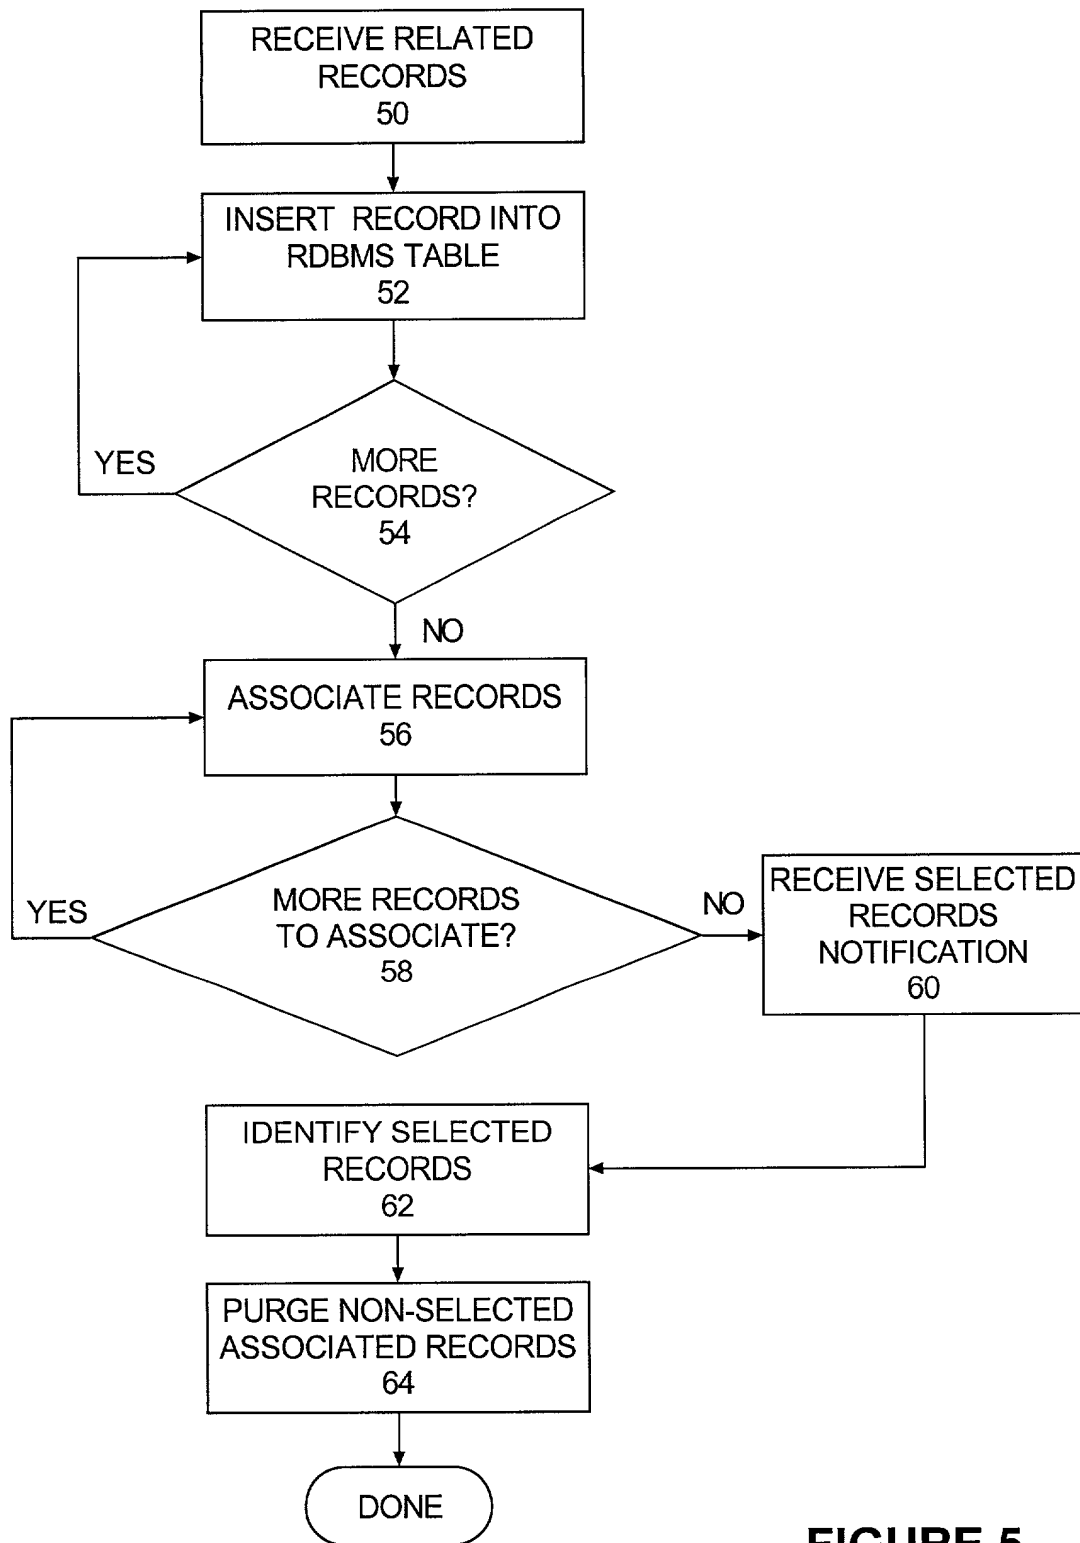 RECEIVE RELATED
RECORDS
50
INSERT RECORD INTO
RDBMS TABLE
52
YES
MORE
RECORDS?
54
NO
ASSOCIATE RECORDS
56
YES
MORE RECORDS
TO ASSOCIATE?
58
NO
RECEIVE SELECTED
RECORDS
NOTIFICATION
60
IDENTIFY SELECTED
RECORDS
62
PURGE NON-SELECTED
ASSOCIATED RECORDS
64
DONE
FIGURE 5